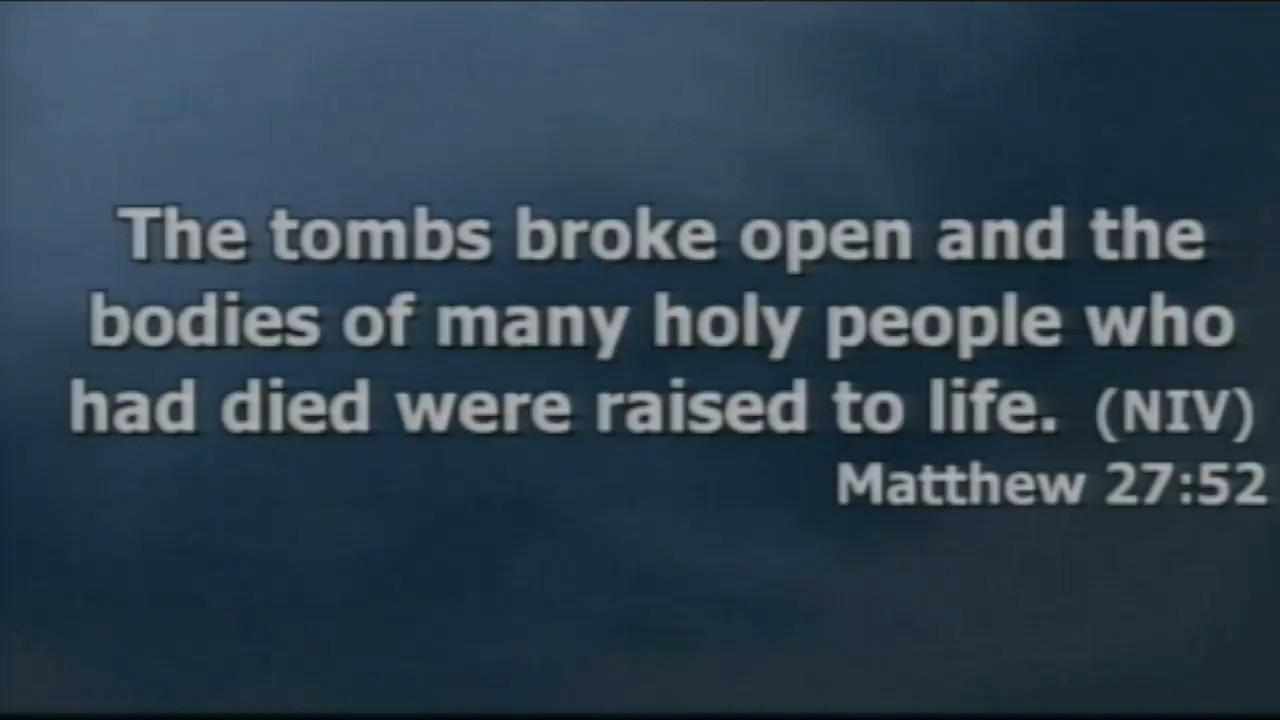 The tombs broke open and the
bodies of many holy people who
had died were raised to life. (NIV)
Matthew 27:52